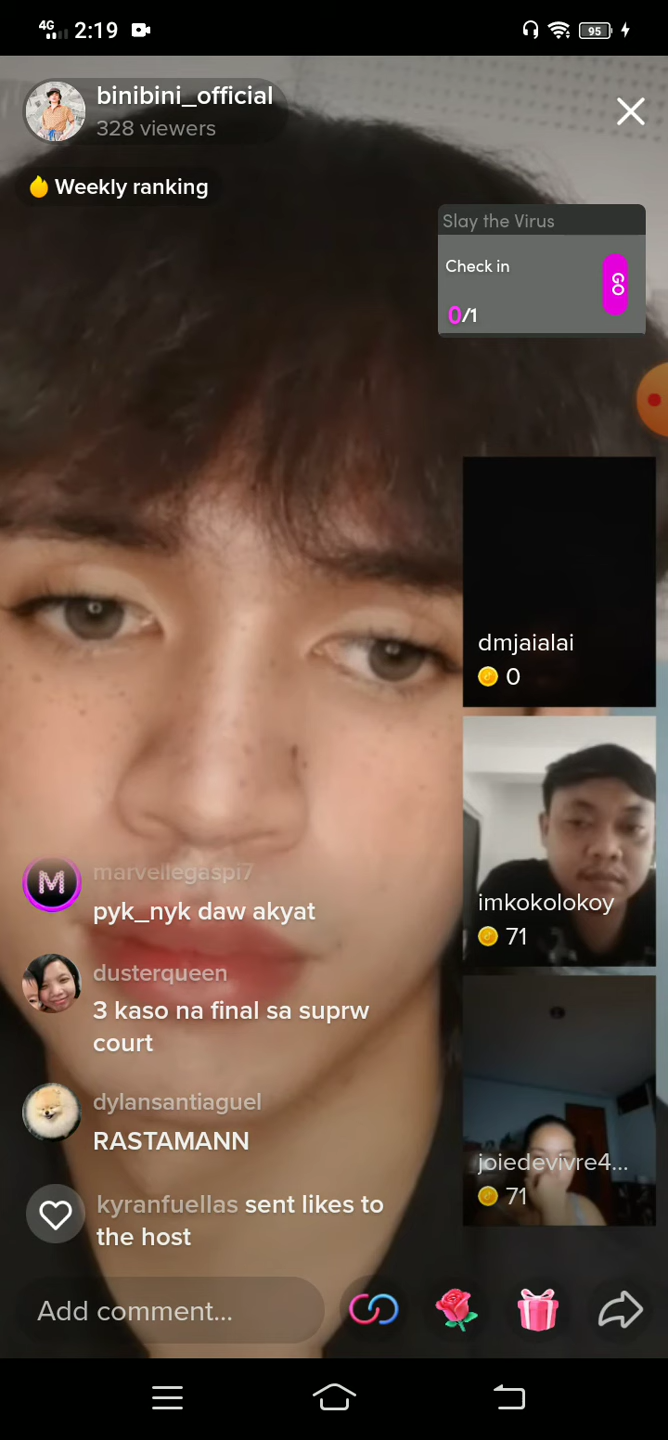 4G 2:19 95
binibini_official
328 viewers
Weekly ranking
Slay the Virus
Check in
GO
0/1
dmjaialai
0
imkokolokoy
71
joiedevivre4...
71
M
marvellegaspi7
pyk_nyk daw akyat
dusterqueen
3 kaso na final sa suprw
court
dylansantiaguel
RASTAMANN
kyranfuellas sent likes to
the host
Add comment...